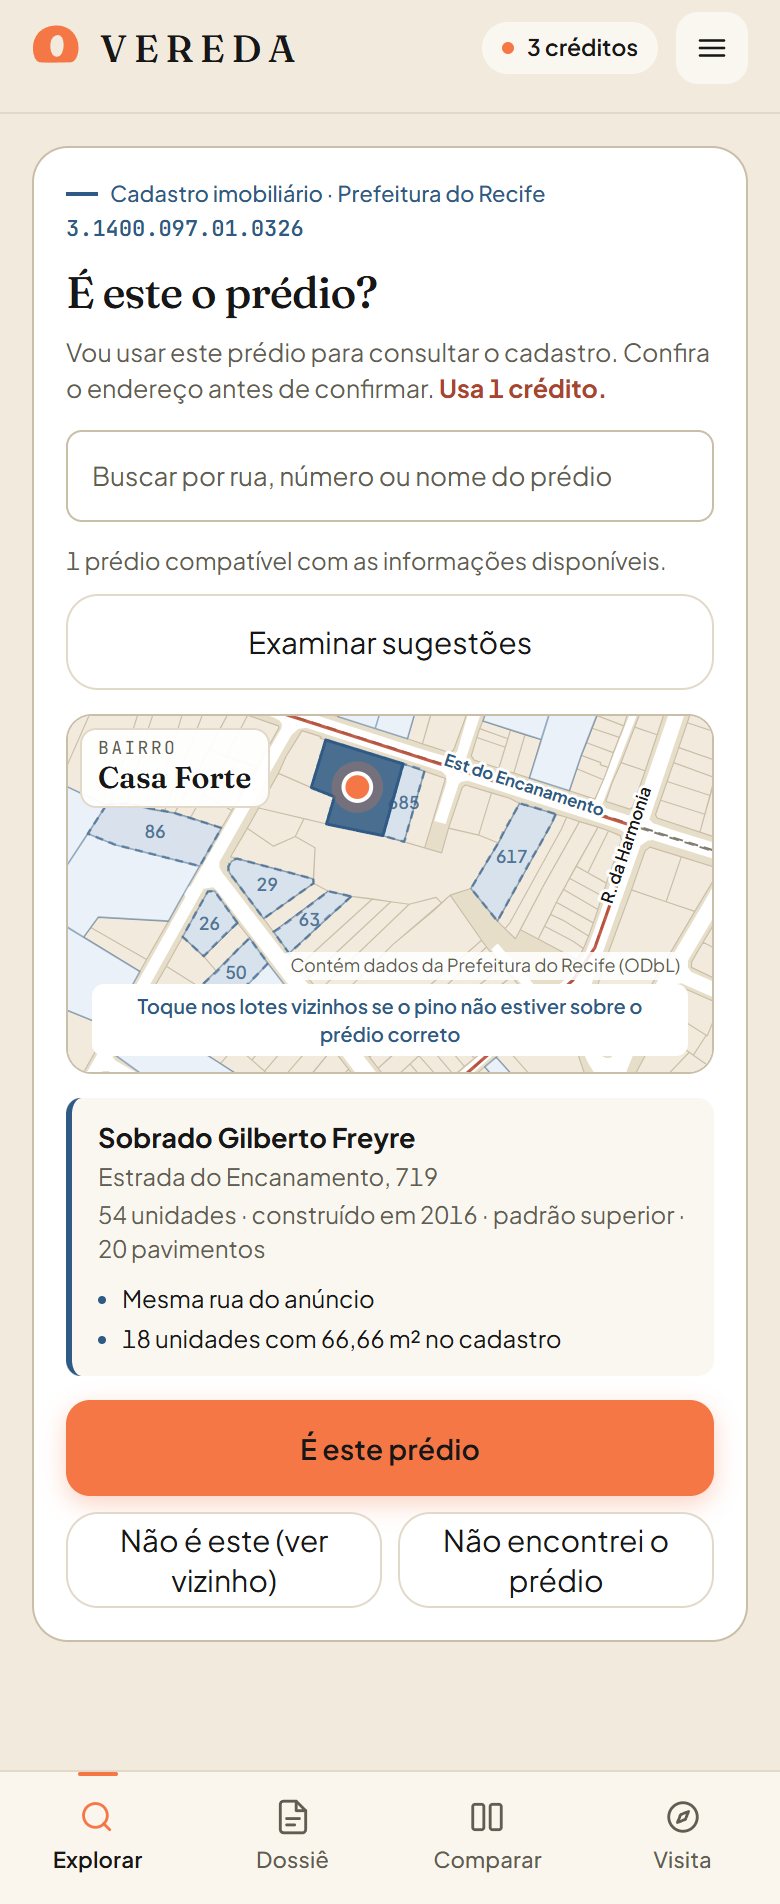 VEREDA
3 créditos
Cadastro imobiliário · Prefeitura do Recife
3.1400.097.01.0326
É este o prédio?
Vou usar este prédio para consultar o cadastro. Confira
o endereço antes de confirmar. Usa 1 crédito.
Buscar por rua, número ou nome do prédio
1 prédio compatível com as informações disponíveis.
Examinar sugestões
BAIRRO
Casa Forte
Est do Encanamento
685
86
617
R. da Harmonia
29
26
63
50
Contém dados da Prefeitura do Recife (ODbL)
Toque nos lotes vizinhos se o pino não estiver sobre o
prédio correto
Sobrado Gilberto Freyre
Estrada do Encanamento, 719
54 unidades · construído em 2016 · padrão superior ·
20 pavimentos
• Mesma rua do anúncio
• 18 unidades com 66,66 m² no cadastro
É este prédio
Não é este (ver
vizinho)
Não encontrei o
prédio
Explorar
Dossiê
Comparar
Visita